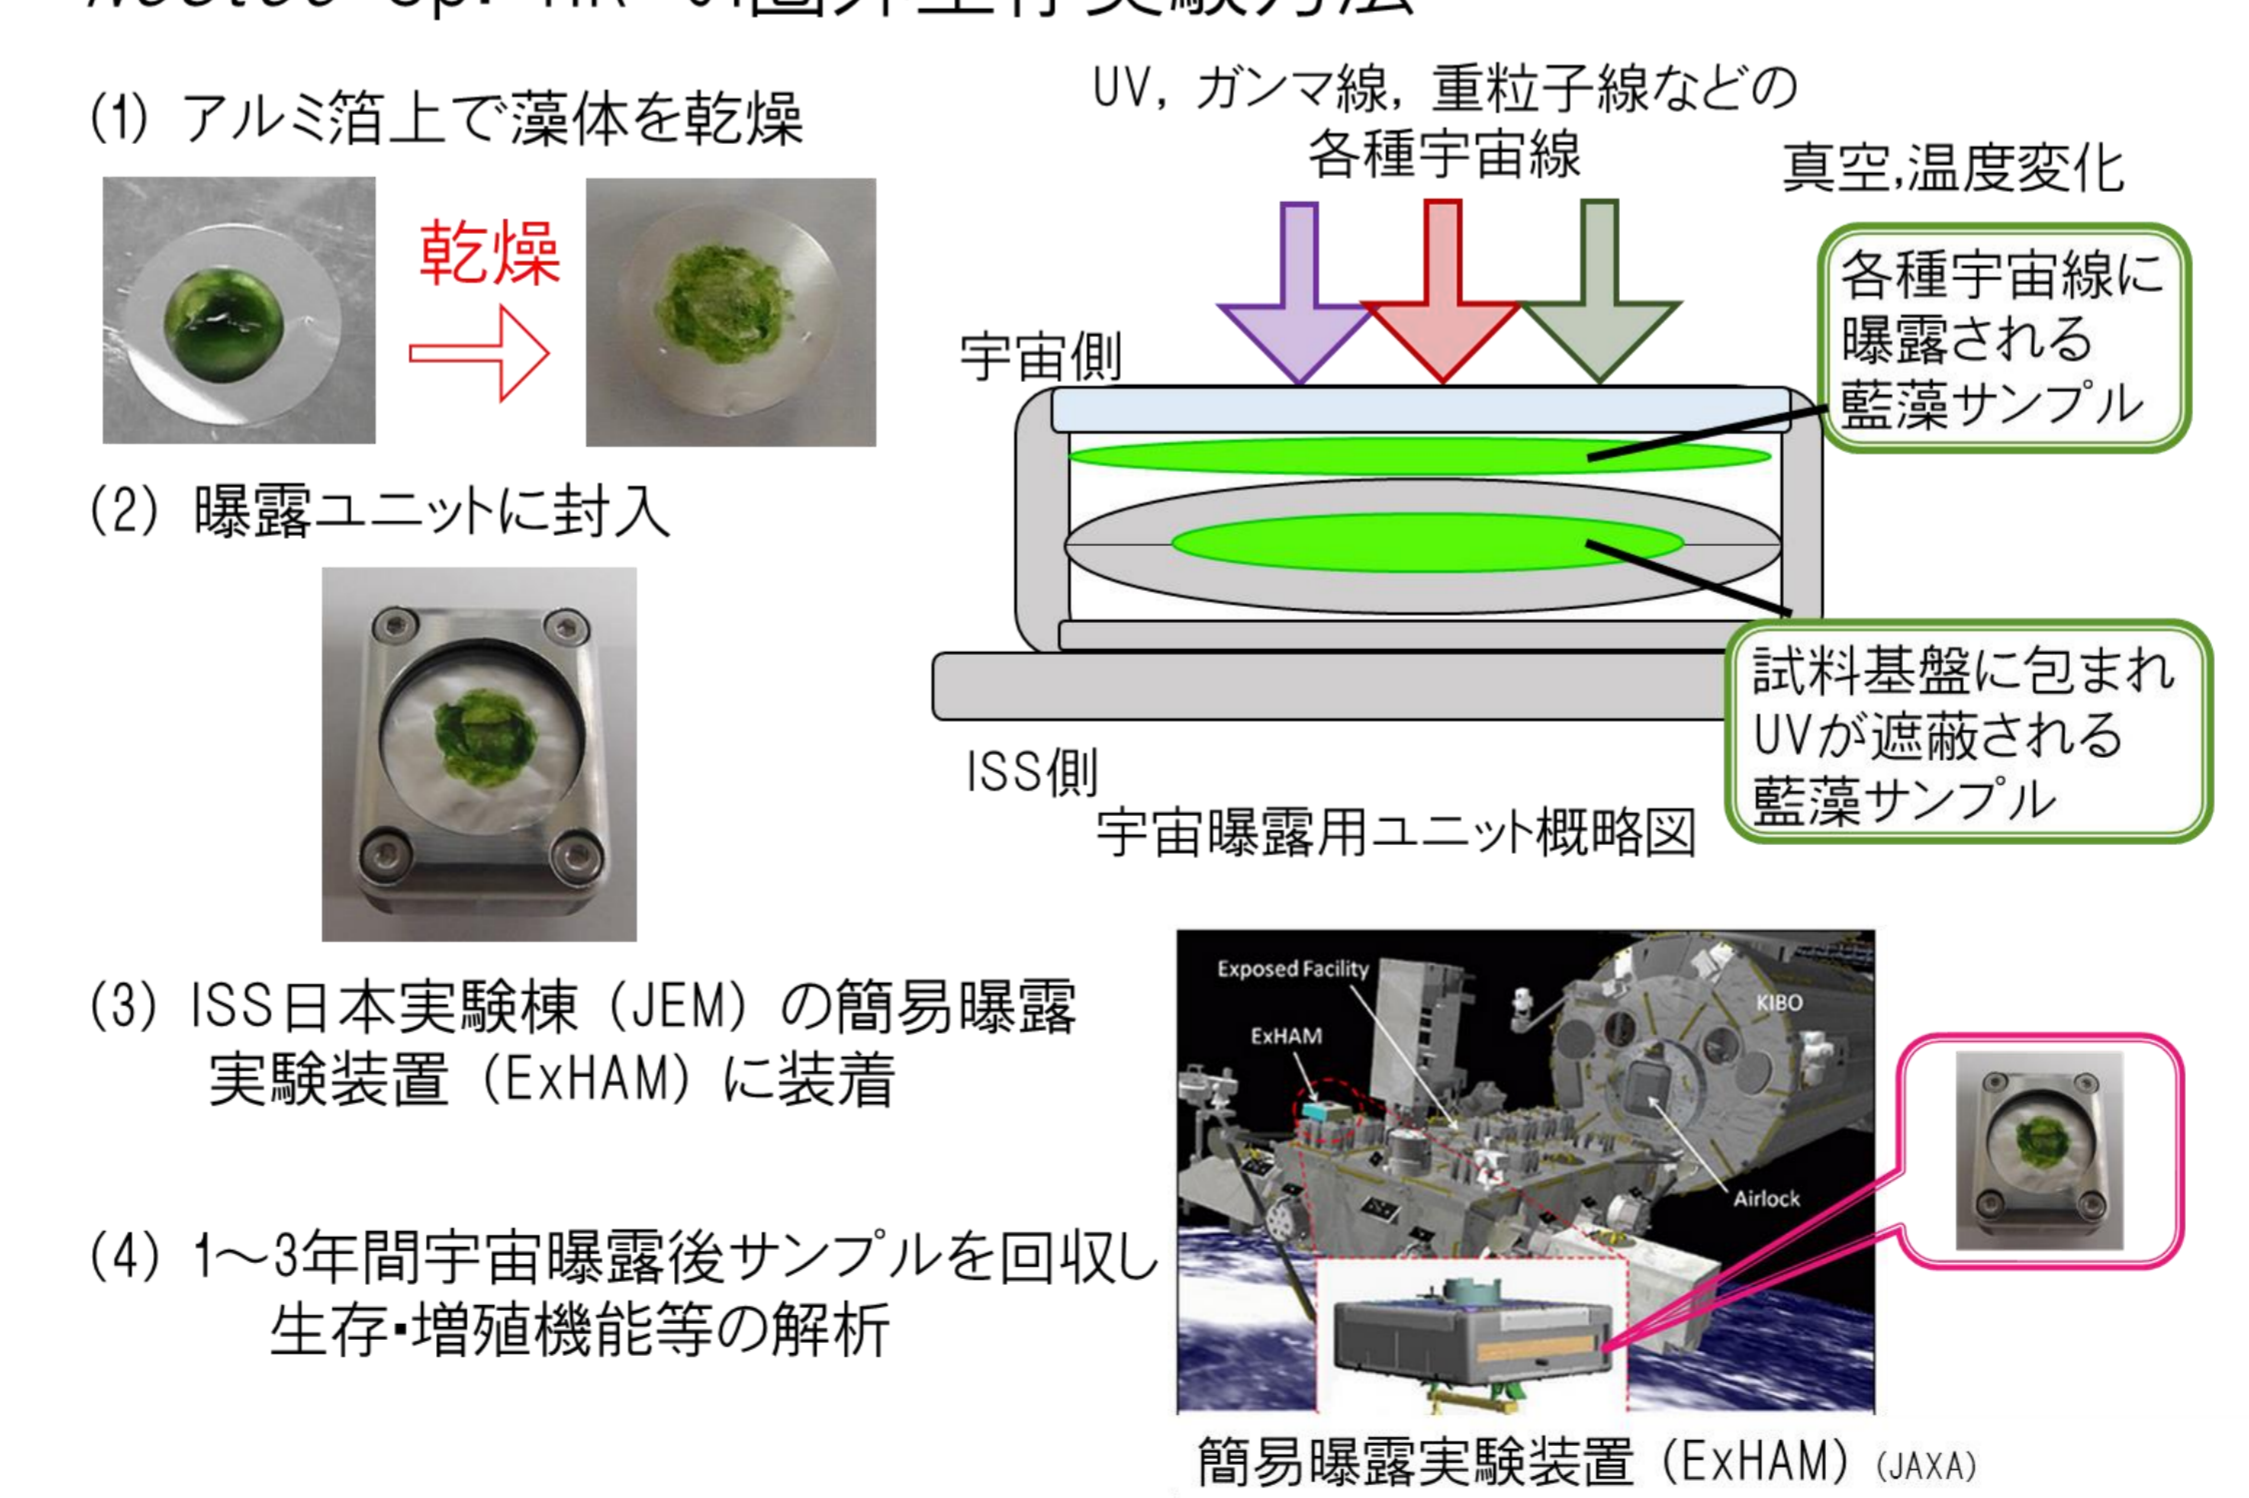 (1) アルミ箔上で藻体を乾燥
乾燥
(2) 曝露ユニットに封入
(3) ISS日本実験棟 (JEM) の簡易曝露
実験装置 (ExHAM) に装着
(4) 1～3年間宇宙曝露後サンプルを回収し
生存・増殖機能等の解析
UV, ガンマ線, 重粒子線などの
各種宇宙線
真空,温度変化
各種宇宙線に
曝露される
藍藻サンプル
宇宙側
試料基盤に包まれ
UVが遮蔽される
藍藻サンプル
ISS側
宇宙曝露用ユニット概略図
Exposed Facility
ExHAM
KIBO
Airlock
簡易曝露実験装置 (ExHAM) (JAXA)